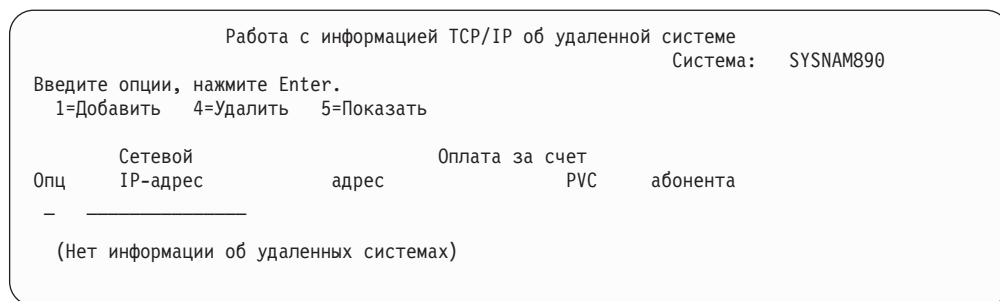 Работа с информацией TCP/IP об удаленной системе
Система: SYSNAM890
Введите опции, нажмите Enter.
1=Добавить 4=Удалить 5=Показать
Сетевой Оплата за счет
Опц IP-адрес адрес PVC абонента
_ _______________
(Нет информации об удаленных системах)